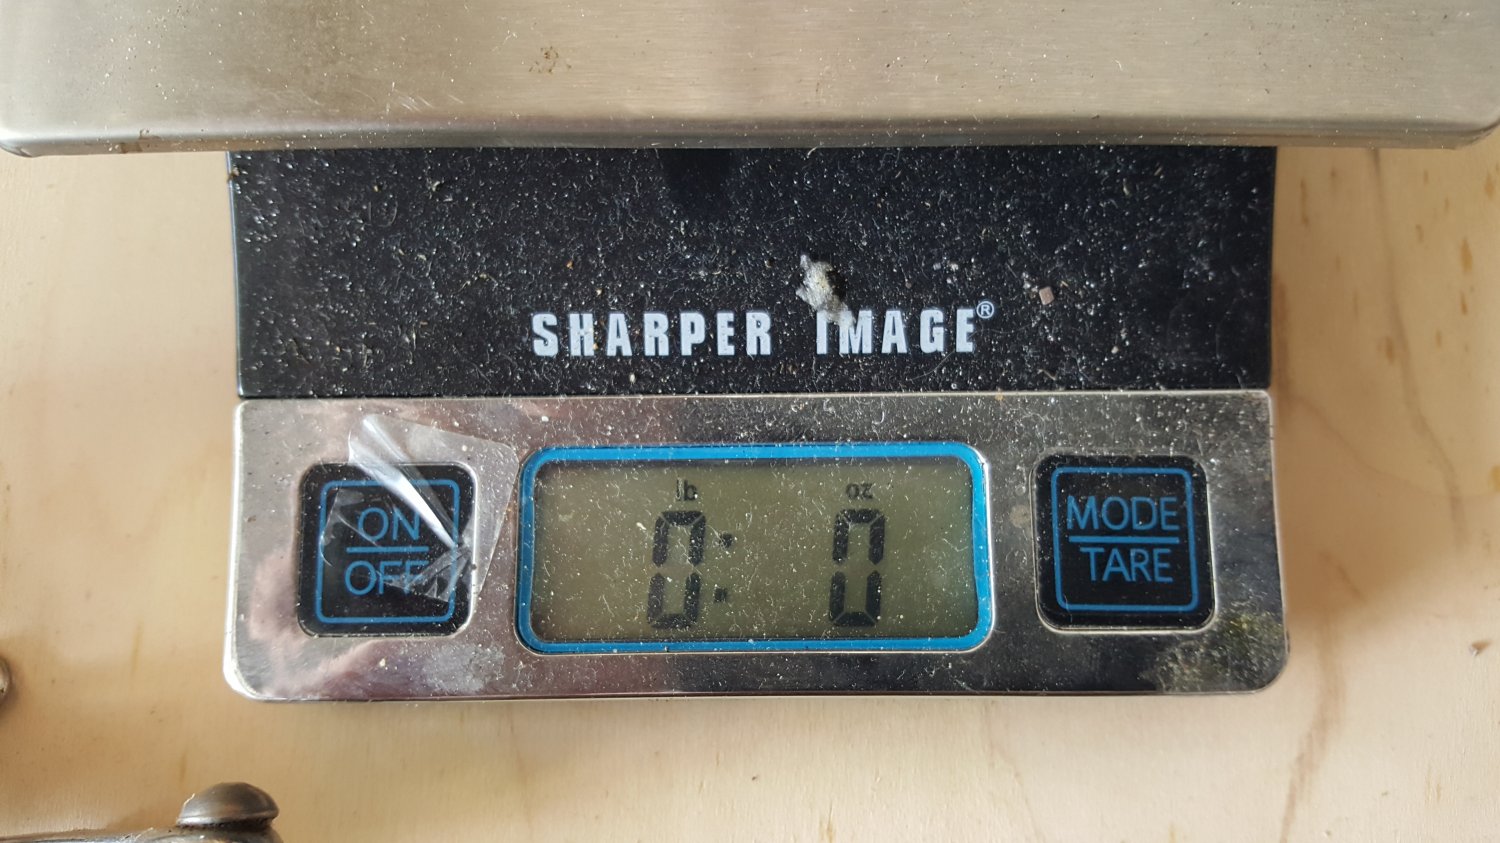 SHARPER IMAGE®
ON
OFF
lb oz
0: 0
MODE
TARE